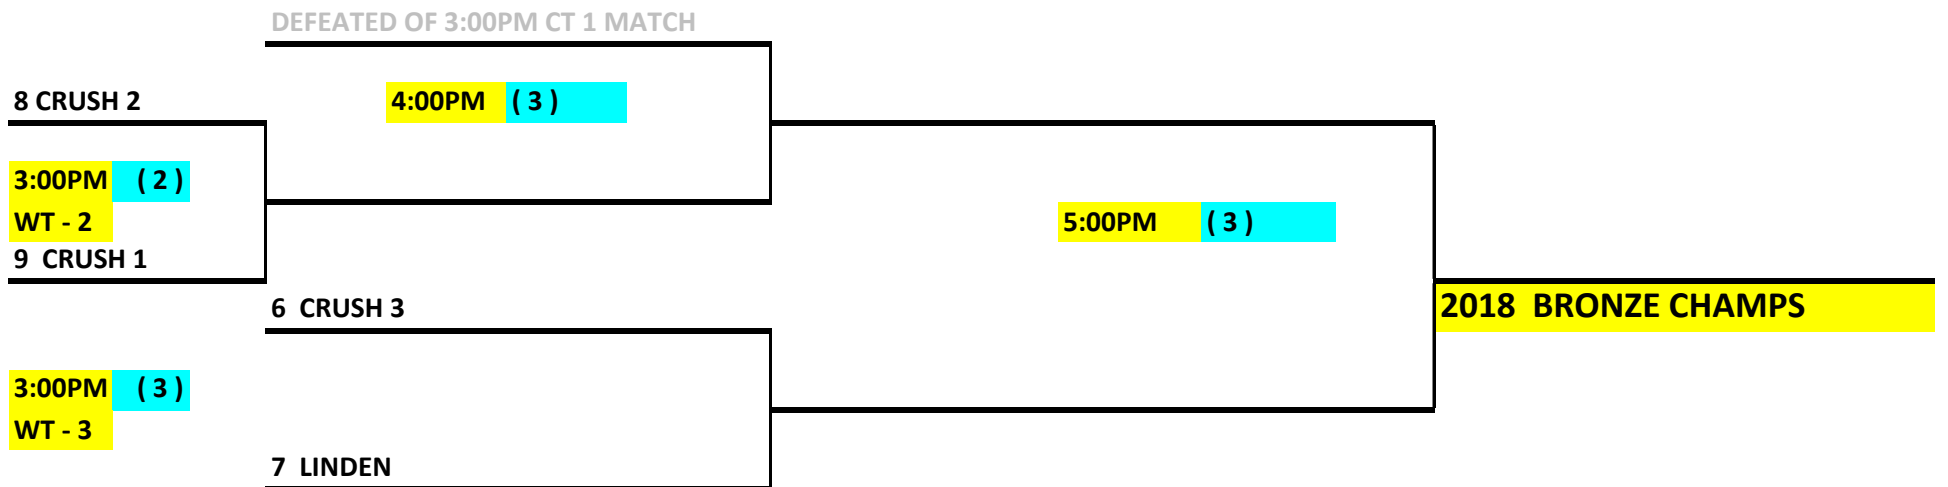 DEFEATED OF 3:00PM CT 1 MATCH
8 CRUSH 2
4:00PM ( 3 )
3:00PM ( 2 )
WT - 2
9 CRUSH 1
5:00PM ( 3 )
6 CRUSH 3
2018 BRONZE CHAMPS
3:00PM ( 3 )
WT - 3
7 LINDEN